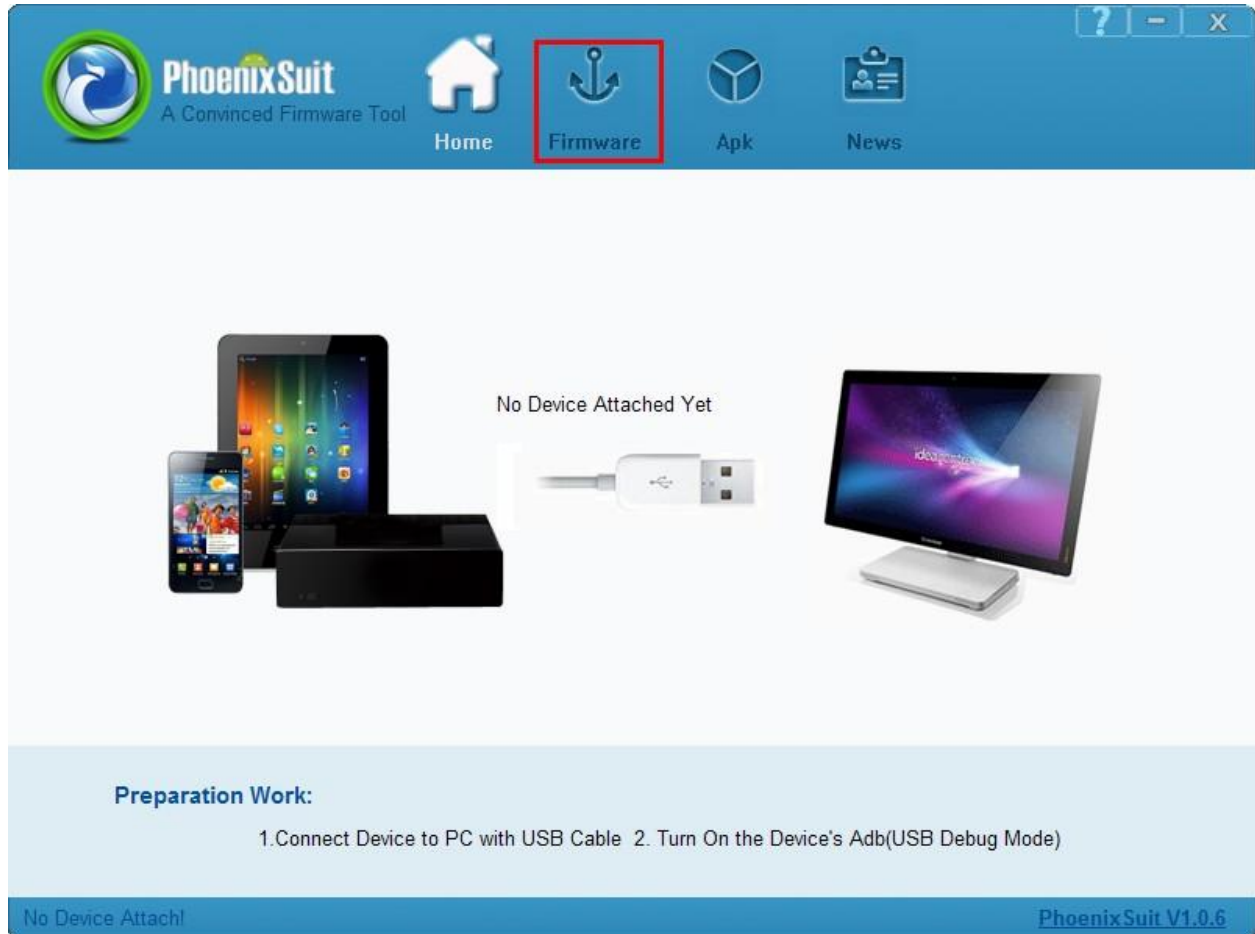 ? - X
PhoenixSuit
A Convinced Firmware Tool
Home Firmware Apk News
No Device Attached Yet
Preparation Work:
1.Connect Device to PC with USB Cable 2. Turn On the Device's Adb(USB Debug Mode)
No Device Attach! PhoenixSuit V1.0.6